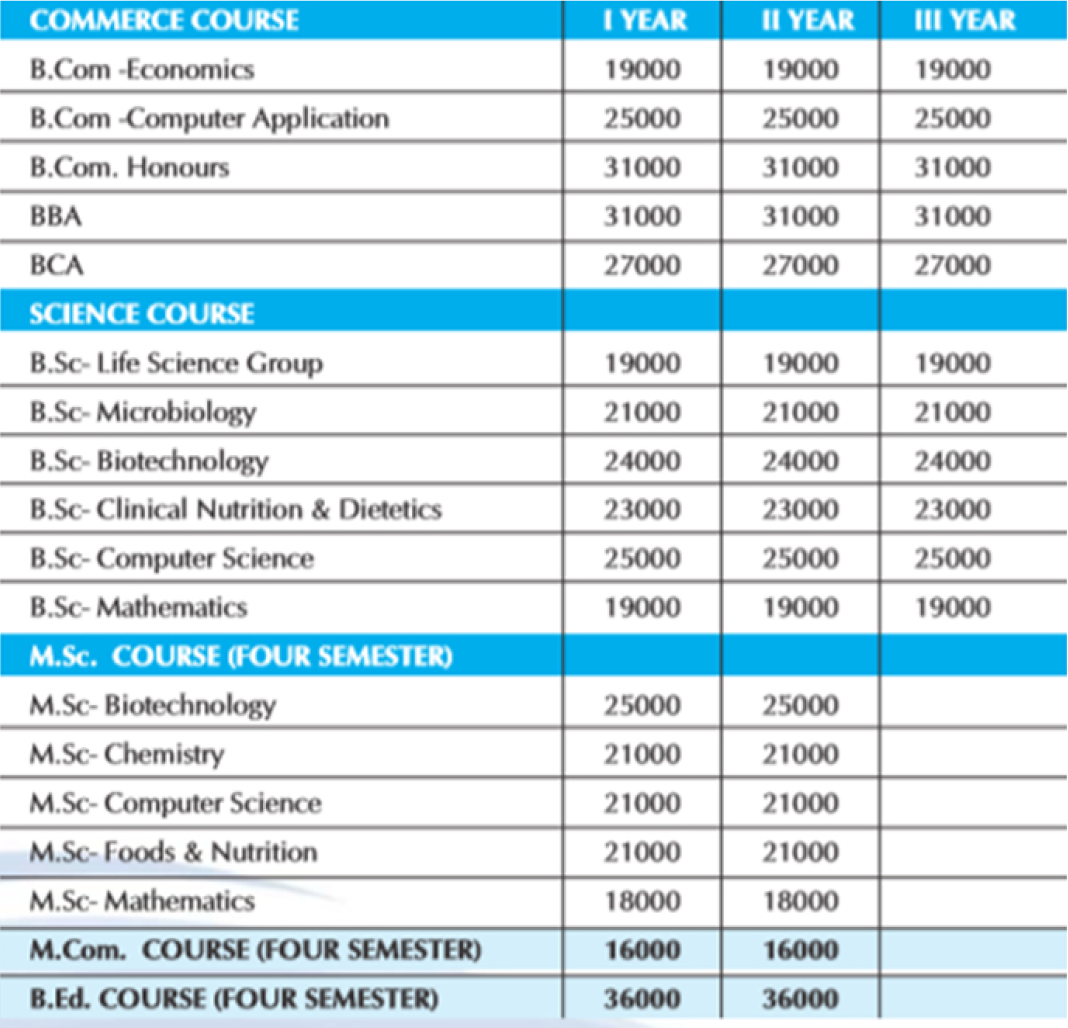 COMMERCE COURSE I YEAR II YEAR III YEAR
B.Com -Economics 19000 19000 19000
B.Com -Computer Application 25000 25000 25000
B.Com. Honours 31000 31000 31000
BBA 31000 31000 31000
BCA 27000 27000 27000
SCIENCE COURSE
B.Sc- Life Science Group 19000 19000 19000
B.Sc- Microbiology 21000 21000 21000
B.Sc- Biotechnology 24000 24000 24000
B.Sc- Clinical Nutrition & Dietetics 23000 23000 23000
B.Sc- Computer Science 25000 25000 25000
B.Sc- Mathematics 19000 19000 19000
M.Sc. COURSE (FOUR SEMESTER)
M.Sc- Biotechnology 25000 25000
M.Sc- Chemistry 21000 21000
M.Sc- Computer Science 21000 21000
M.Sc- Foods & Nutrition 21000 21000
M.Sc- Mathematics 18000 18000
M.Com. COURSE (FOUR SEMESTER) 16000 16000
B.Ed. COURSE (FOUR SEMESTER) 36000 36000